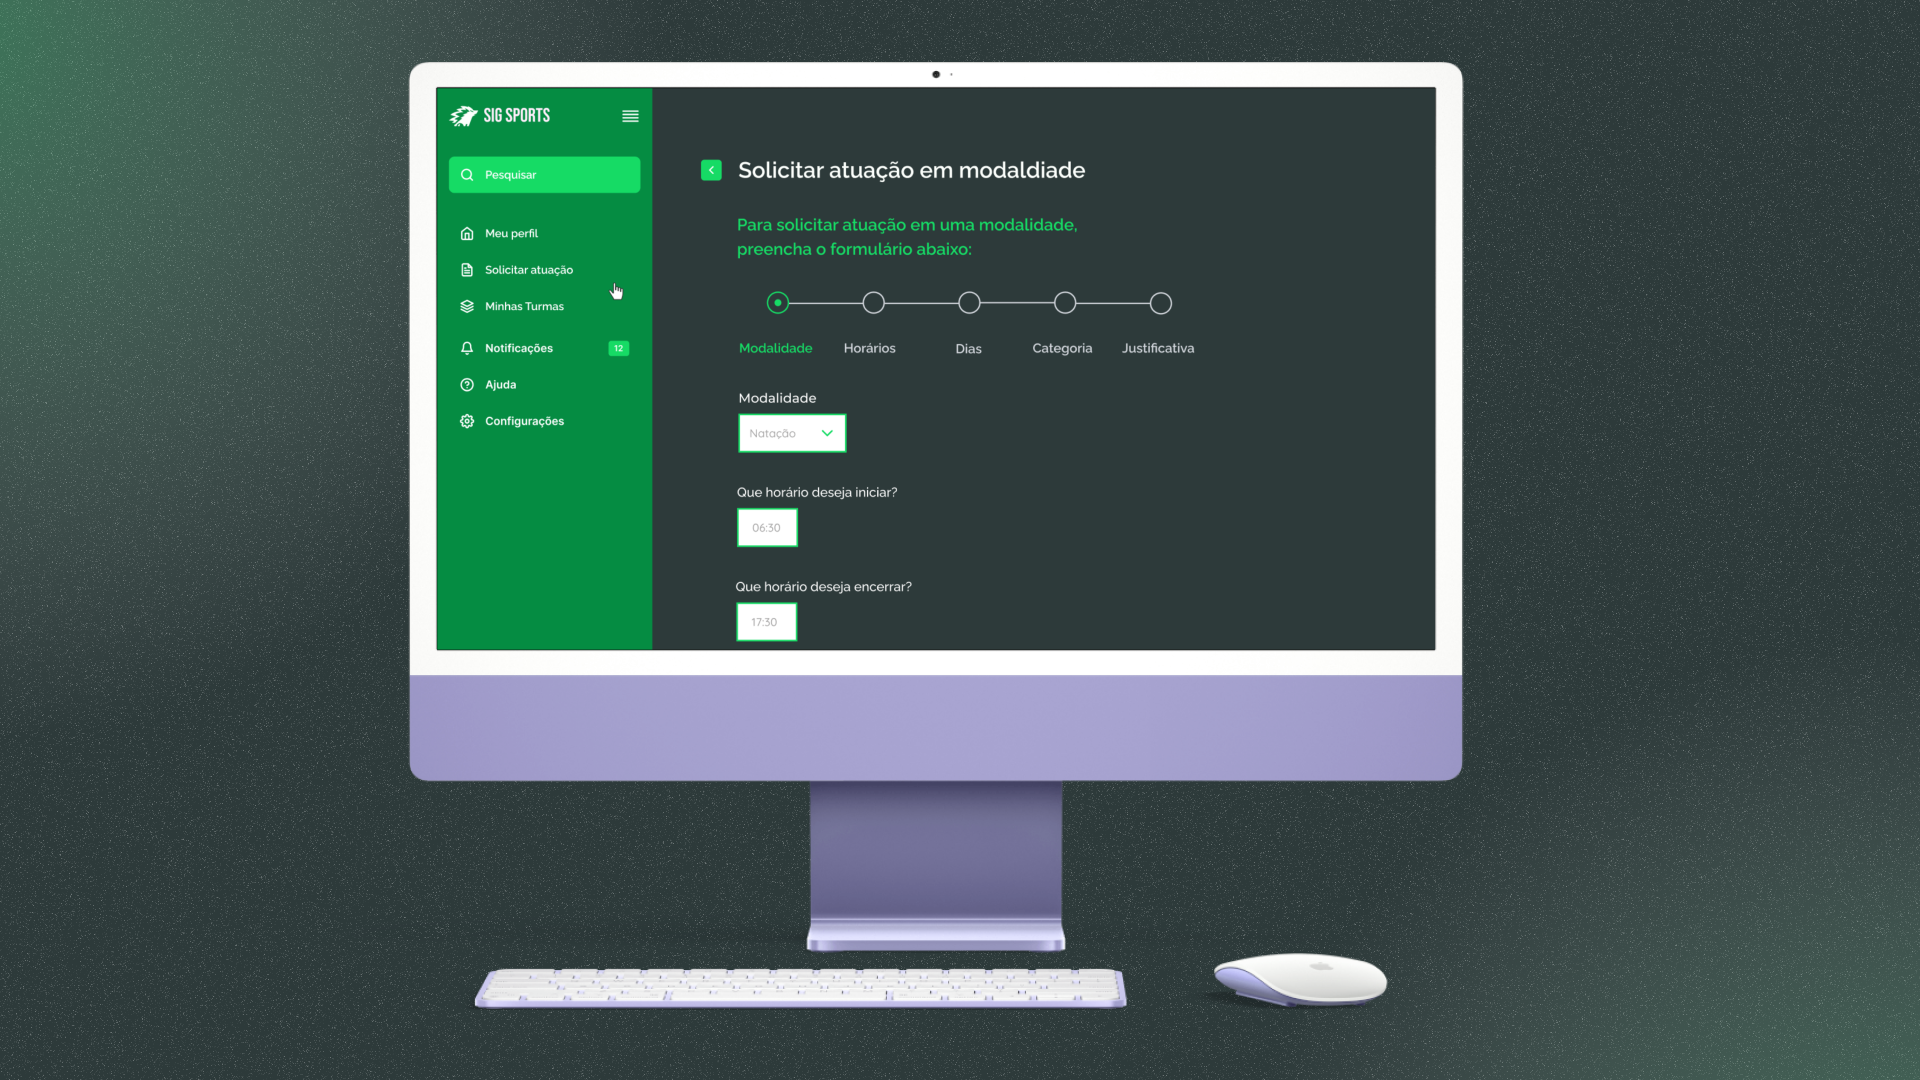 SIG SPORTS
Pesquisar
Meu perfil
Solicitar atuação
Minhas Turmas
Notificações 12
Ajuda
Configurações
Solicitar atuação em modaldiade
Para solicitar atuação em uma modalidade,
preencha o formulário abaixo:
Modalidade Horários Dias Categoria Justificativa
Modalidade
Natação
Que horário deseja iniciar?
06:30
Que horário deseja encerrar?
17:30